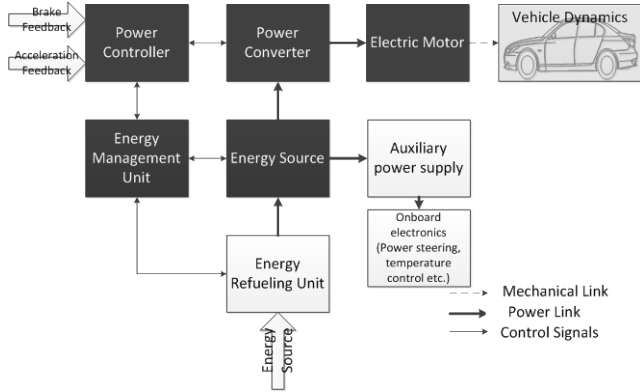 Brake
Feedback
Acceleration
Feedback
Power
Controller
Power
Converter
Electric Motor
Vehicle Dynamics
Energy
Management
Unit
Energy Source
Auxiliary
power supply
Onboard
electronics
(Power steering,
temperature
control etc.)
Energy
Refueling Unit
Energy
Source
Mechanical Link
Power Link
Control Signals